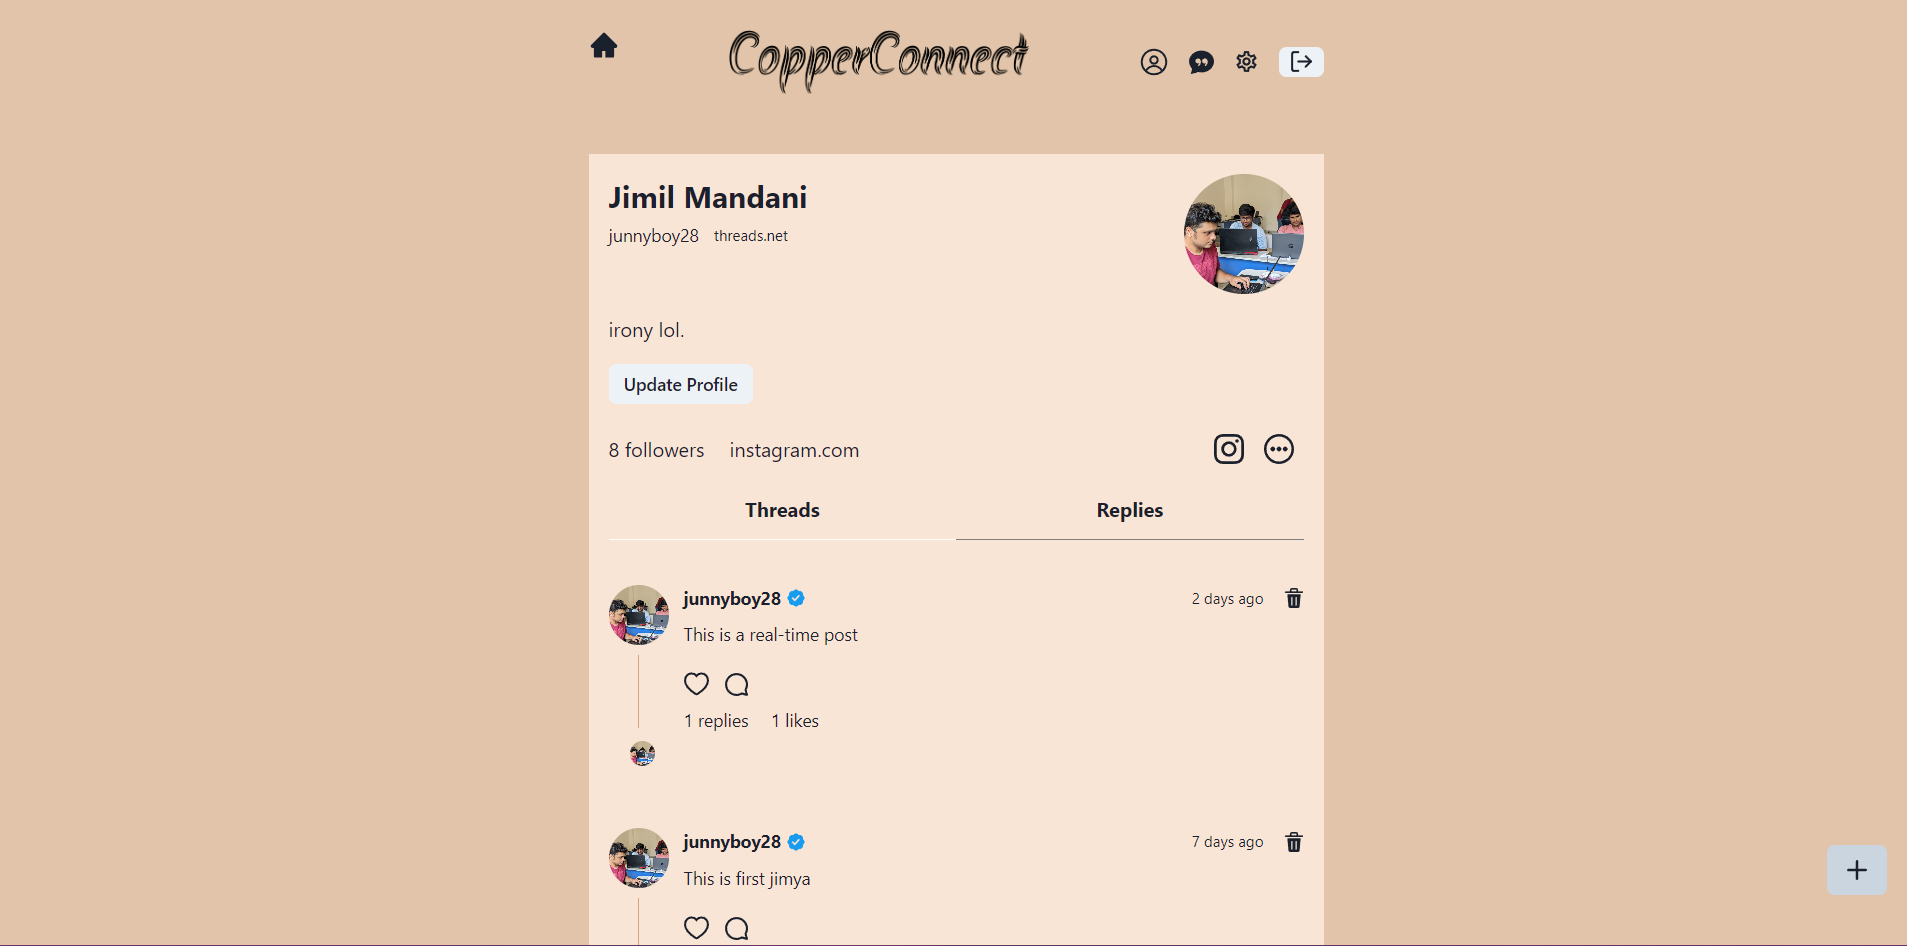 CopperConnect
Jimil Mandani
junnyboy28 threads.net
irony lol.
Update Profile
8 followers instagram.com
Threads Replies
junnyboy28 2 days ago
This is a real-time post
1 replies 1 likes
junnyboy28 7 days ago
This is first jimya